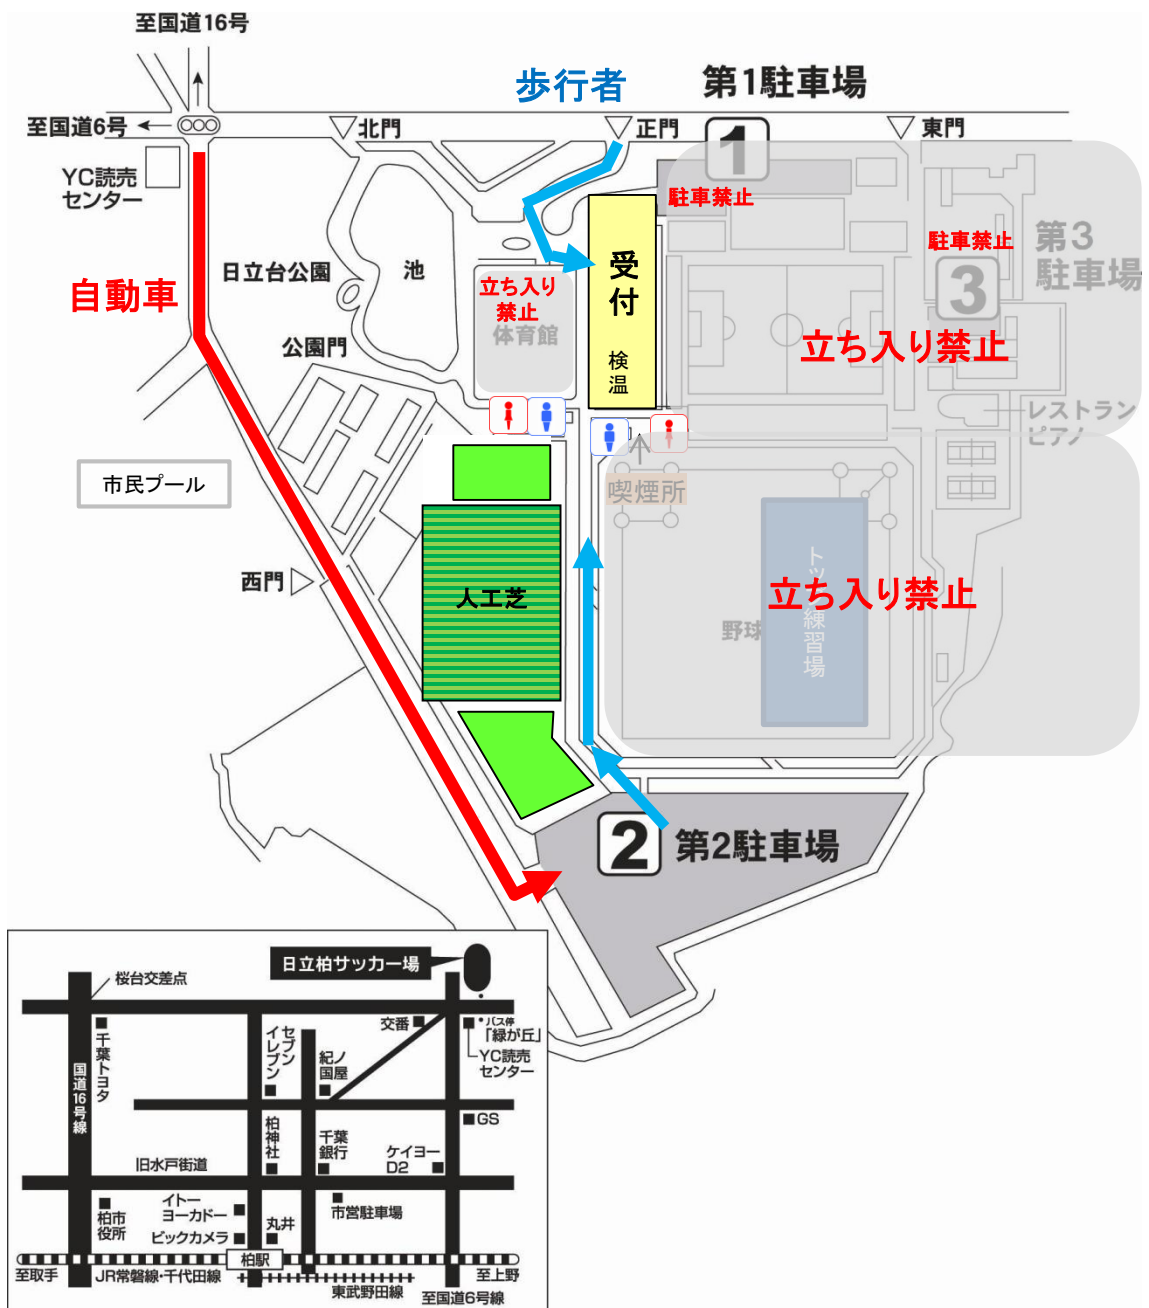 至国道16号
歩行者
第1駐車場
至国道6号
北門
正門
東門
1
YC読売
センター
駐車禁止
駐車禁止
第3
駐車場
3
日立台公園
池
受付
自動車
立ち入り
禁止
体育館
立ち入り禁止
公園門
検温
レストラン
ピアノ
市民プール
喫煙所
西門
人工芝
立ち入り禁止
野球
練習場
2
第2駐車場
日立柏サッカー場
桜台交差点
千葉トヨタ
国道16号線
セブン
イレブン
紀ノ
国屋
交番
バス停
「緑が丘」
YC読売
センター
GS
柏神社
千葉
銀行
ケイヨー
D2
旧水戸街道
柏市
役所
イトー
ヨーカドー
ビックカメラ
丸井
市営駐車場
柏駅
至取手
JR常磐線・千代田線
東武野田線
至上野
至国道6号線